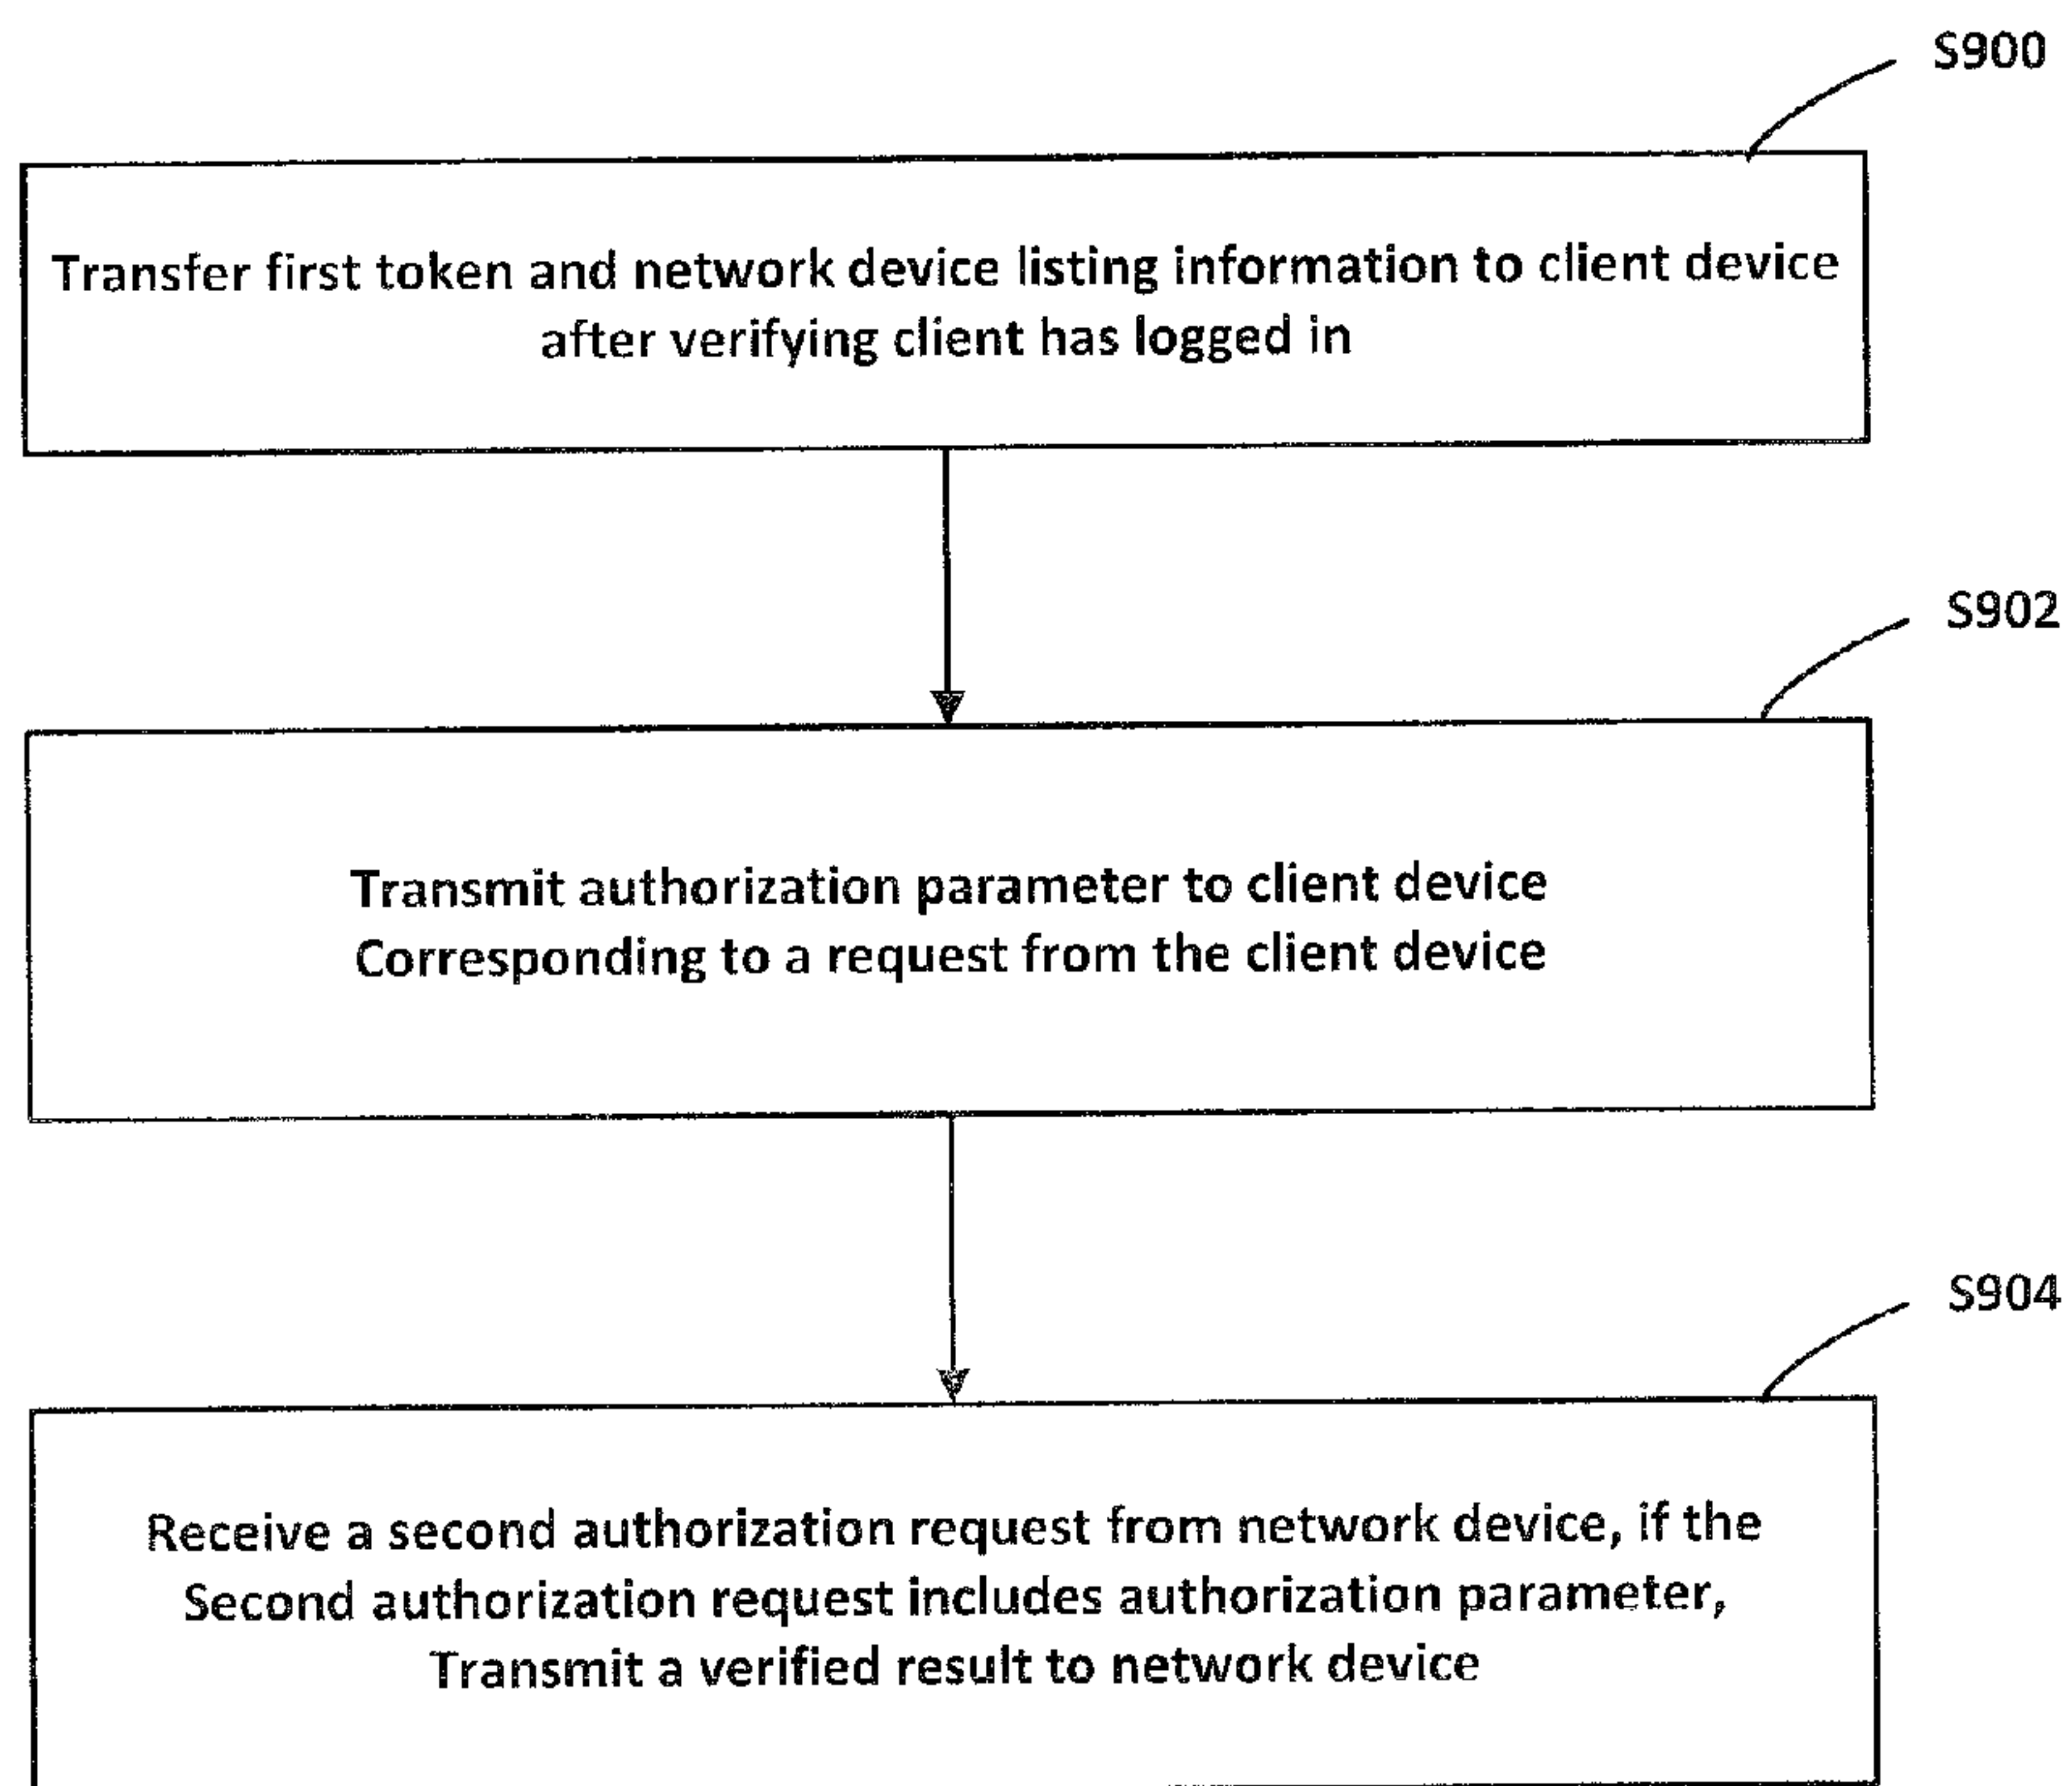 S900
Transfer first token and network device listing information to client device
after verifying client has logged in
S902
Transmit authorization parameter to client device
Corresponding to a request from the client device
S904
Receive a second authorization request from network device, if the
Second authorization request includes authorization parameter,
Transmit a verified result to network device